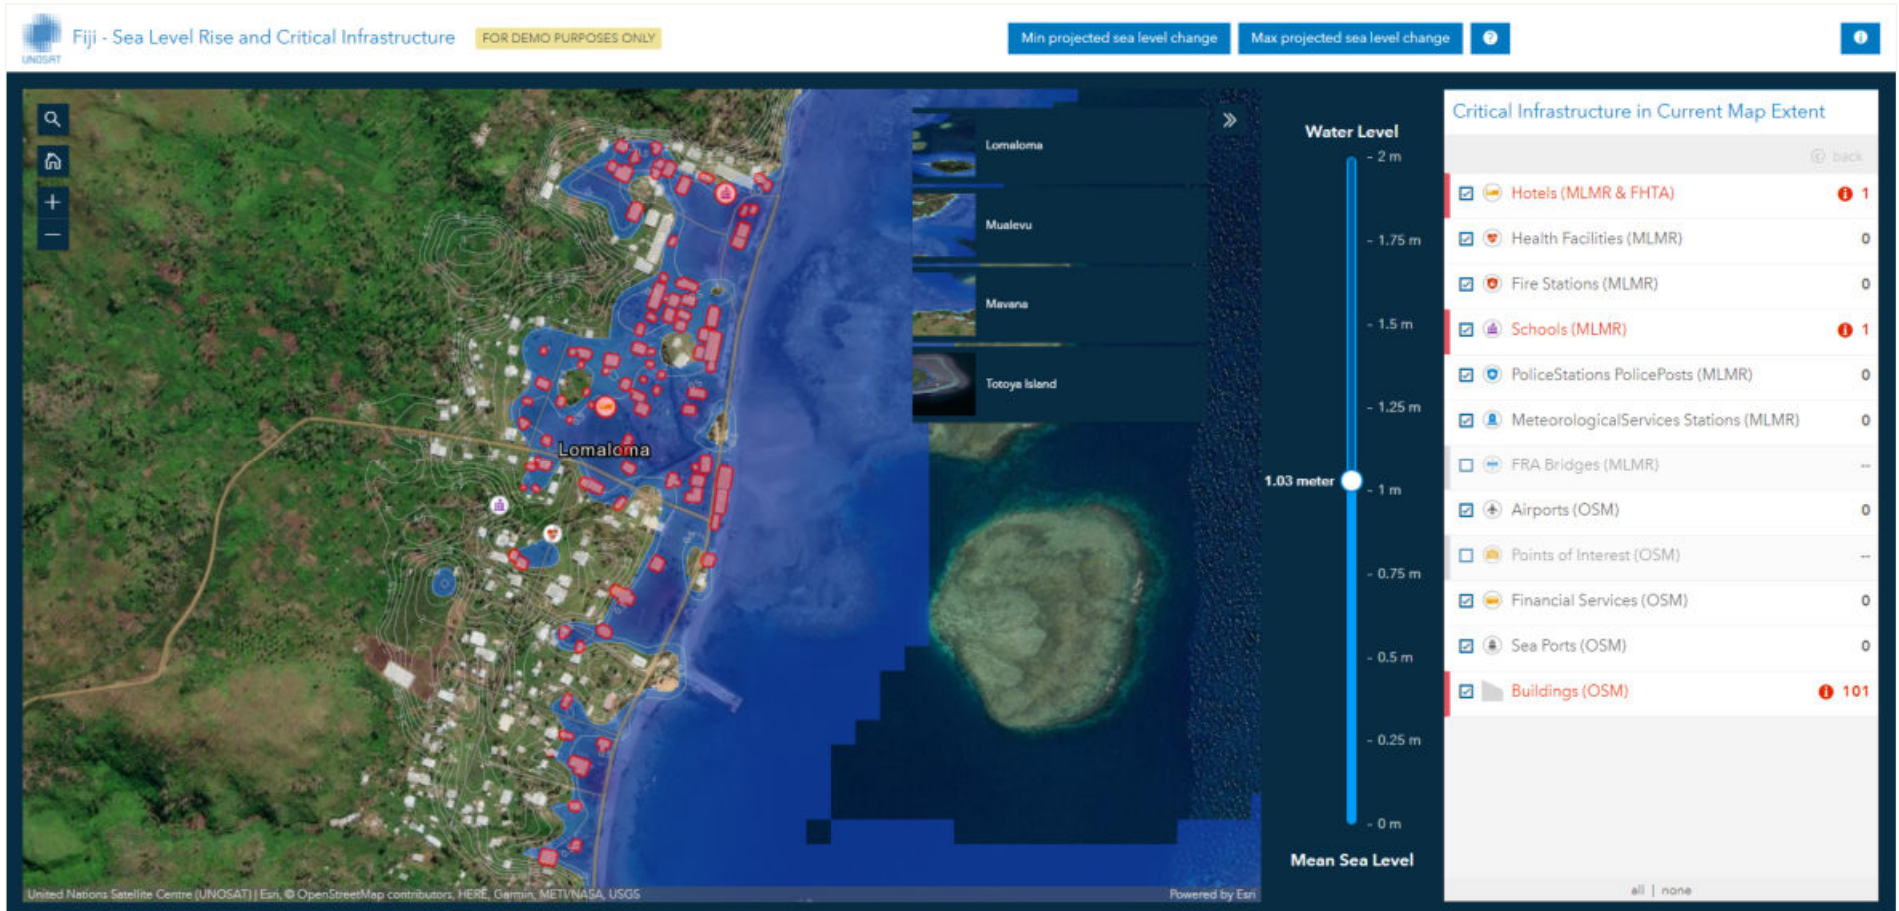 UNOSAT
Fiji - Sea Level Rise and Critical Infrastructure
FOR DEMO PURPOSES ONLY
Min projected sea level change
Max projected sea level change
?
Lomaloma
Mualevu
Mavana
Totoya Island
Lomaloma
United Nations Satellite Centre (UNOSAT) | Esri, © OpenStreetMap contributors, HERE, Garmin, METI/NASA, USGS
Powered by Esri
Water Level
- 2 m
- 1.75 m
- 1.5 m
- 1.25 m
1.03 meter
- 1 m
- 0.75 m
- 0.5 m
- 0.25 m
- 0 m
Mean Sea Level
Critical Infrastructure in Current Map Extent
back
Hotels (MLMR & FHTA) 1
Health Facilities (MLMR) 0
Fire Stations (MLMR) 0
Schools (MLMR) 1
PoliceStations PolicePosts (MLMR) 0
MeteorologicalServices Stations (MLMR) 0
FRA Bridges (MLMR) --
Airports (OSM) 0
Points of Interest (OSM) --
Financial Services (OSM) 0
Sea Ports (OSM) 0
Buildings (OSM) 101
all | none